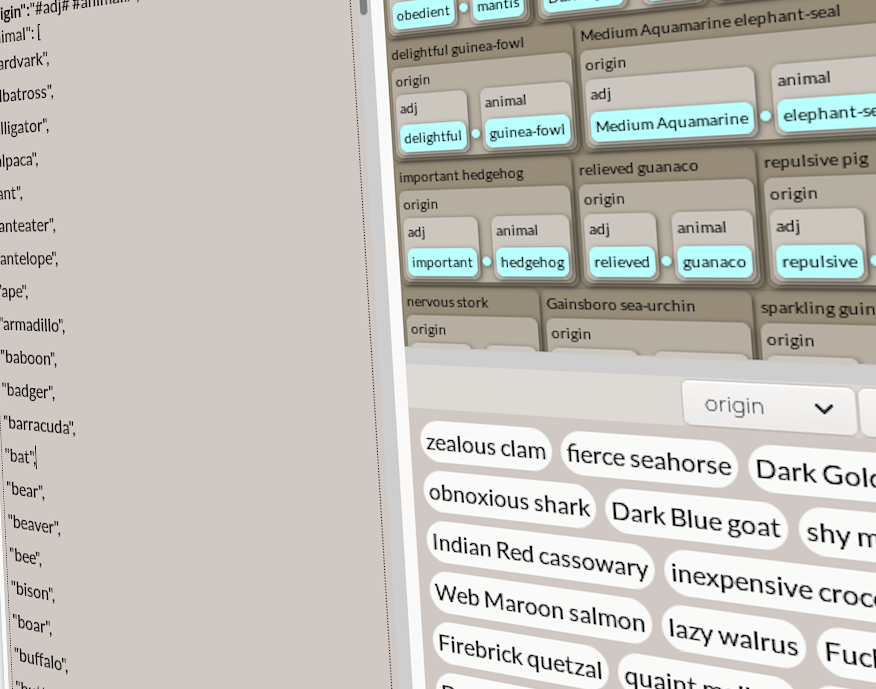 igin":"#adj# #animal
imal": [
ardvark",
lbatross",
lligator",
lpaca",
ant",
anteater",
antelope",
"ape",
"armadillo",
"baboon",
"badger",
"barracuda",
"bat",
"bear",
"beaver",
"bee",
"bison",
"boar",
"buffalo",
obedient mantis
delightful guinea-fowl
origin
adj animal
delightful guinea-fowl
Medium Aquamarine elephant-seal
origin
adj animal
Medium Aquamarine elephant-se
important hedgehog
origin
adj animal
important hedgehog
relieved guanaco
origin
adj animal
relieved guanaco
repulsive pig
origin
adj
repulsive
nervous stork
origin
Gainsboro sea-urchin
origin
sparkling guin
origin
origin
zealous clam fierce seahorse Dark Gold
obnoxious shark Dark Blue goat shy m
Indian Red cassowary inexpensive croc
Web Maroon salmon lazy walrus Fuc
Firebrick quetzal quaint